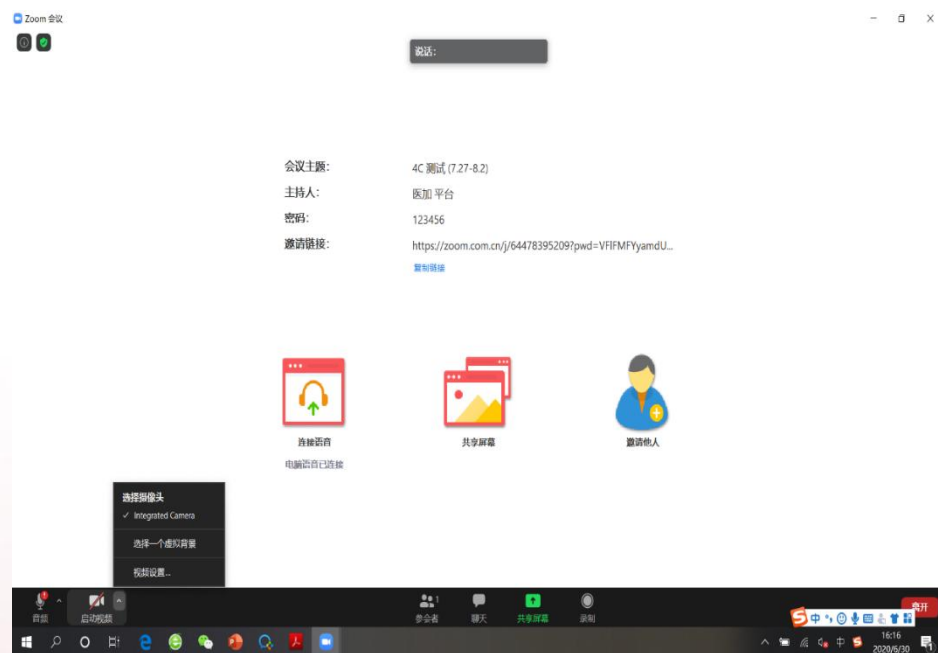 Zoom 会议
说话:
会议主题: 4C 测试 (7.27-8.2)
主持人: 医加 平台
密码: 123456
邀请链接: https://zoom.com.cn/j/64478395209?pwd=VFlFMFYyamdU...
复制链接
连接语音
共享屏幕
邀请他人
电脑语音已连接
选择摄像头
✓ Integrated Camera
选择一个虚拟背景
视频设置...
音频
启动视频
1
参会者
聊天
共享屏幕
录制
离开
中
中
16:16
2020/6/30